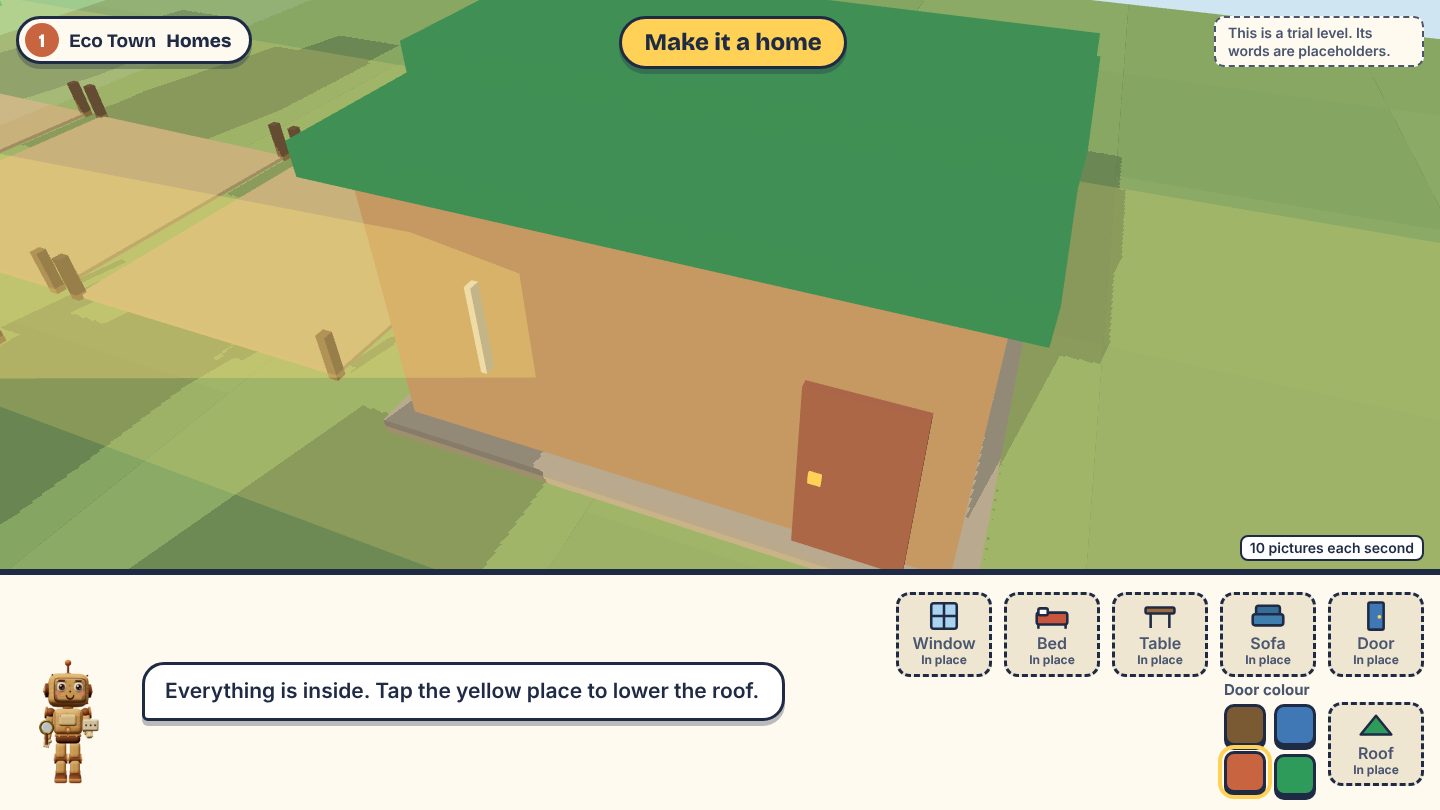 1 Eco Town Homes
Make it a home
This is a trial level. Its
words are placeholders.
10 pictures each second
Window
In place
Bed
In place
Table
In place
Sofa
In place
Door
In place
Everything is inside. Tap the yellow place to lower the roof.
Door colour
Roof
In place